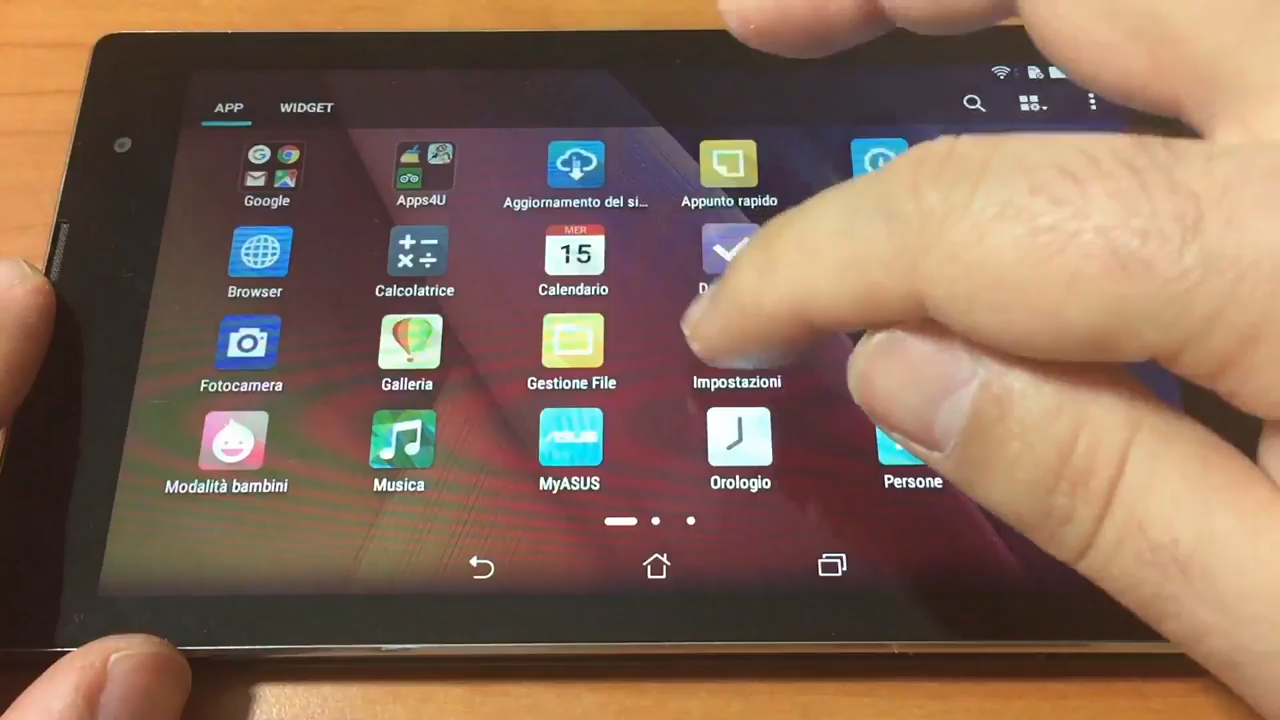 APP WIDGET
Google Apps4U Aggiornamento del si... Appunto rapido
MER
15
Browser Calcolatrice Calendario
Fotocamera Galleria Gestione File Impostazioni
ASUS
Modalità bambini Musica MyASUS Orologio Persone